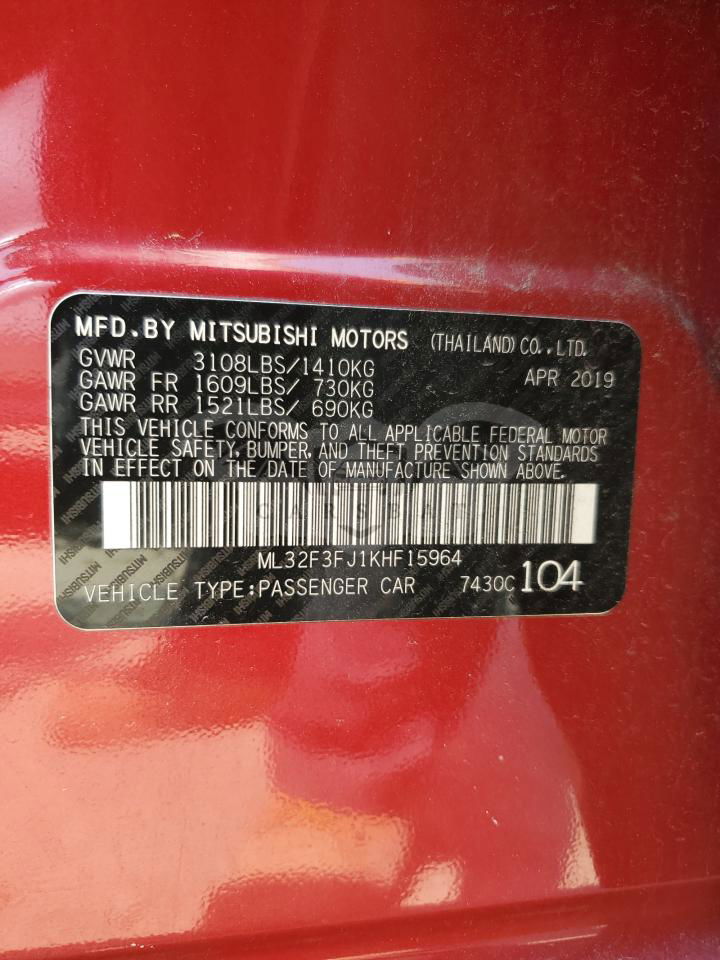 MFD.BY MITSUBISHI MOTORS (THAILAND)CO.,LTD.
GVWR 3108LBS/1410KG APR 2019
GAWR FR 1609LBS/ 730KG
GAWR RR 1521LBS/ 690KG
THIS VEHICLE CONFORMS TO ALL APPLICABLE FEDERAL MOTOR
VEHICLE SAFETY, BUMPER, AND THEFT PREVENTION STANDARDS
IN EFFECT ON THE DATE OF MANUFACTURE SHOWN ABOVE.
ML32F3FJ1KHF15964
VEHICLE TYPE:PASSENGER CAR 7430C 104